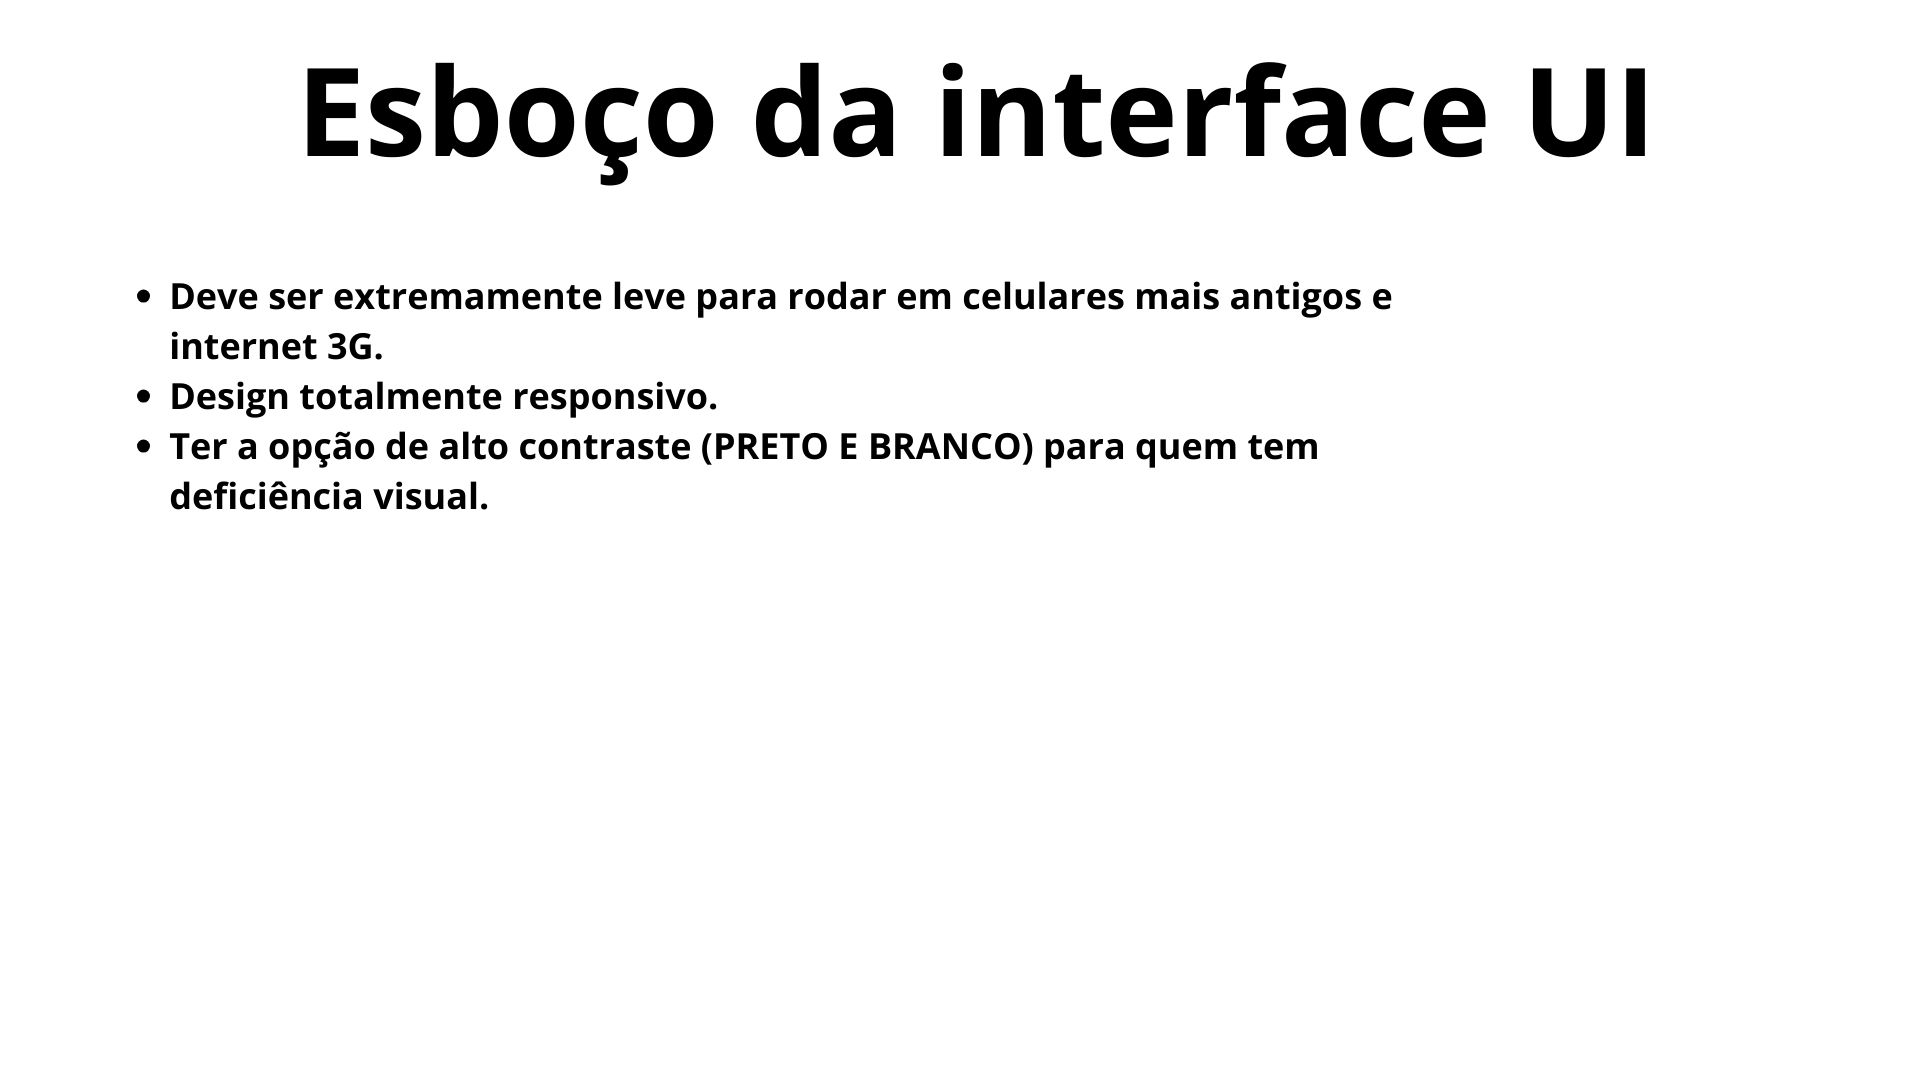 Esboço da interface UI
• Deve ser extremamente leve para rodar em celulares mais antigos e
internet 3G.
• Design totalmente responsivo.
• Ter a opção de alto contraste (PRETO E BRANCO) para quem tem
deficiência visual.